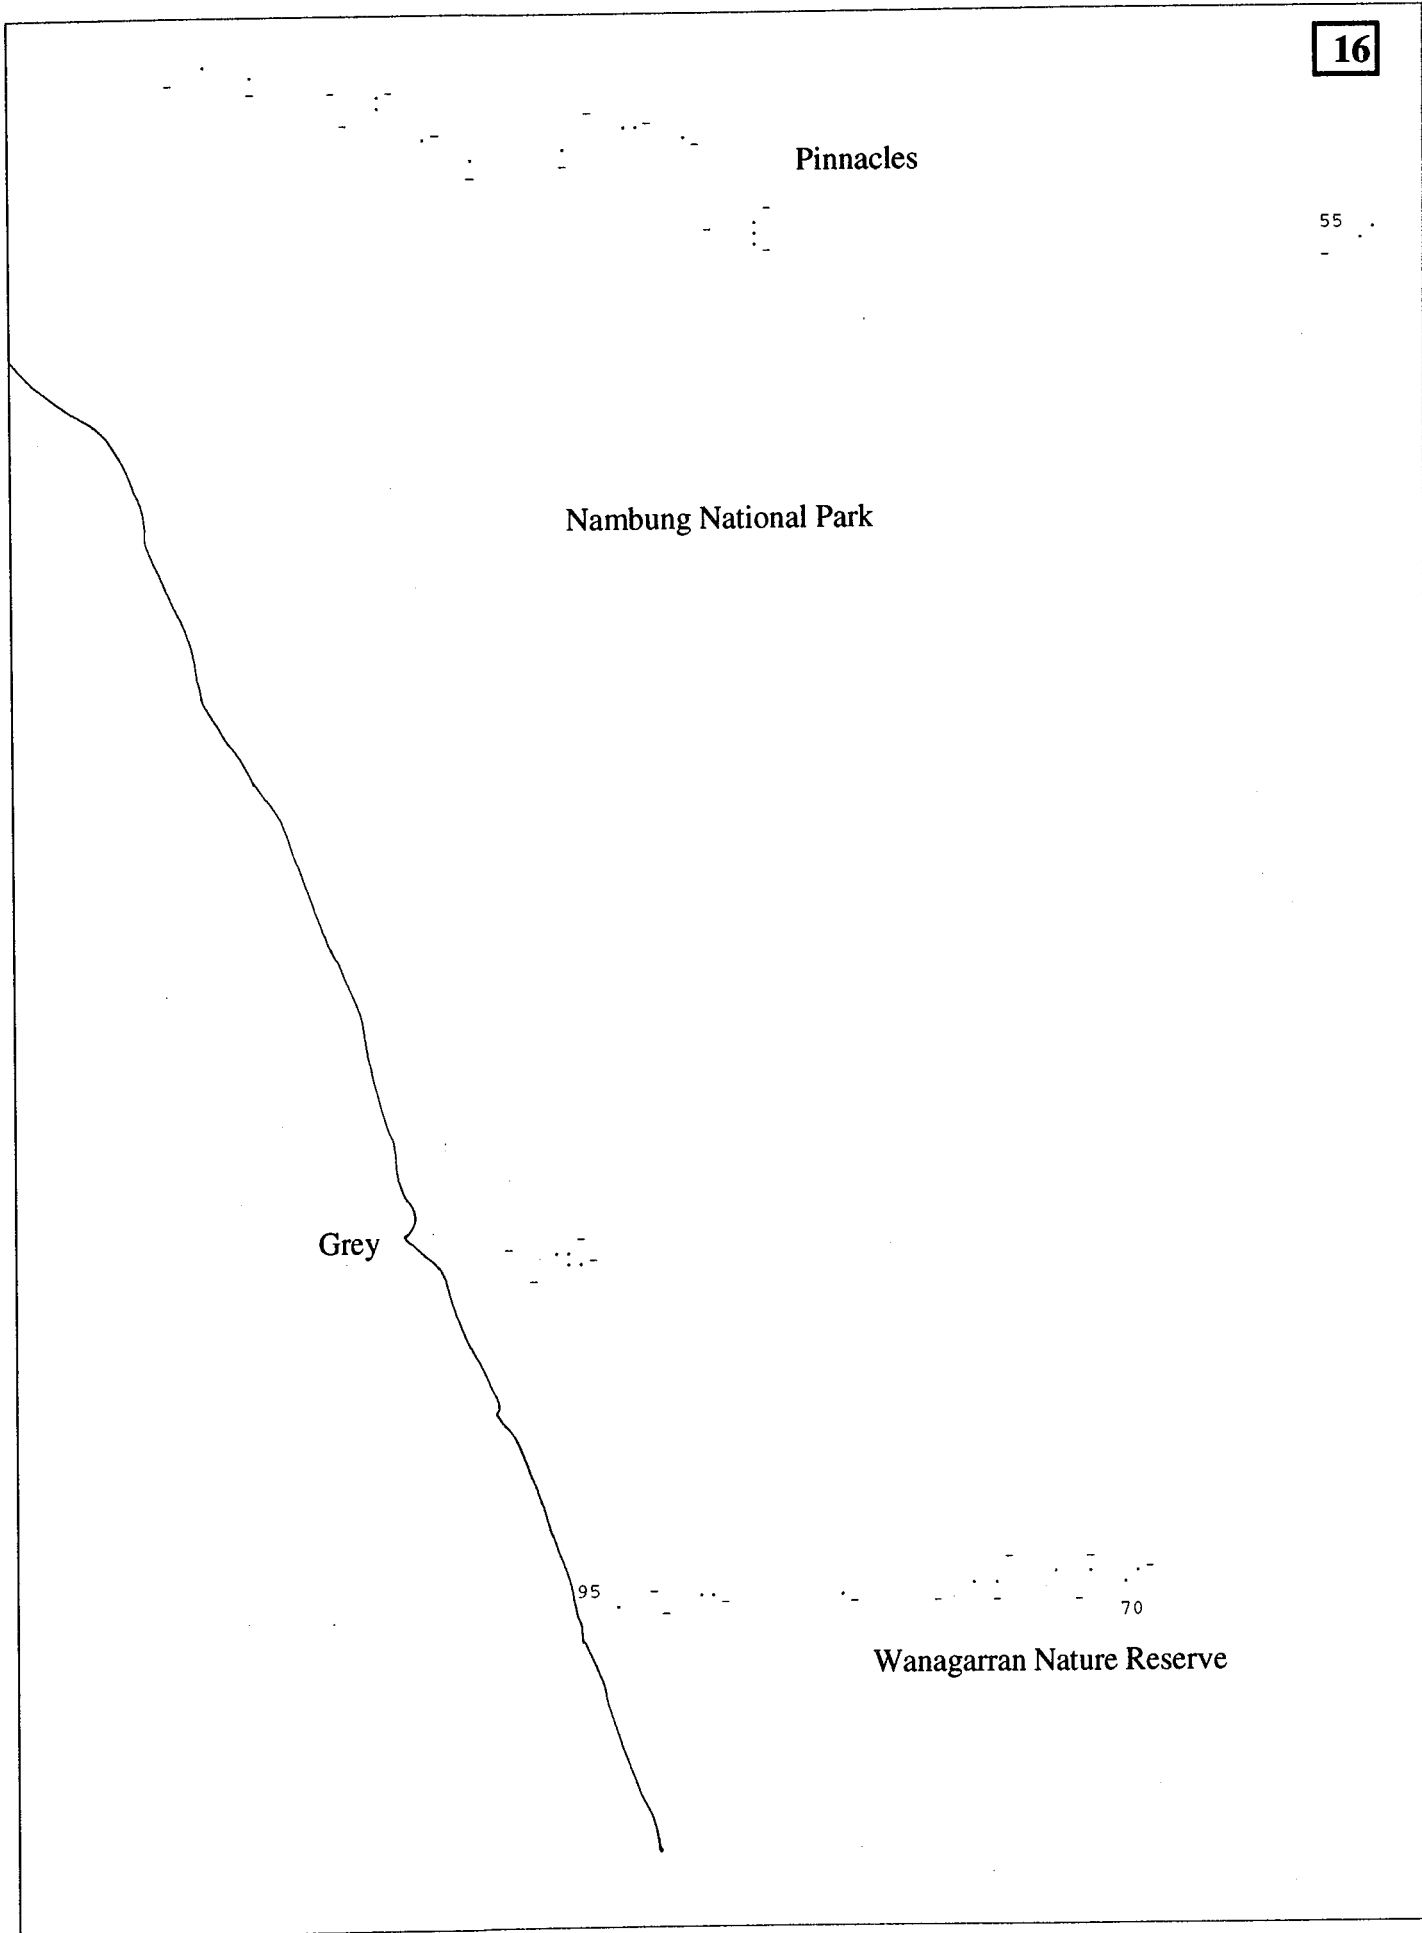 16
Pinnacles
55
Nambung National Park
Grey
95
70
Wanagarran Nature Reserve